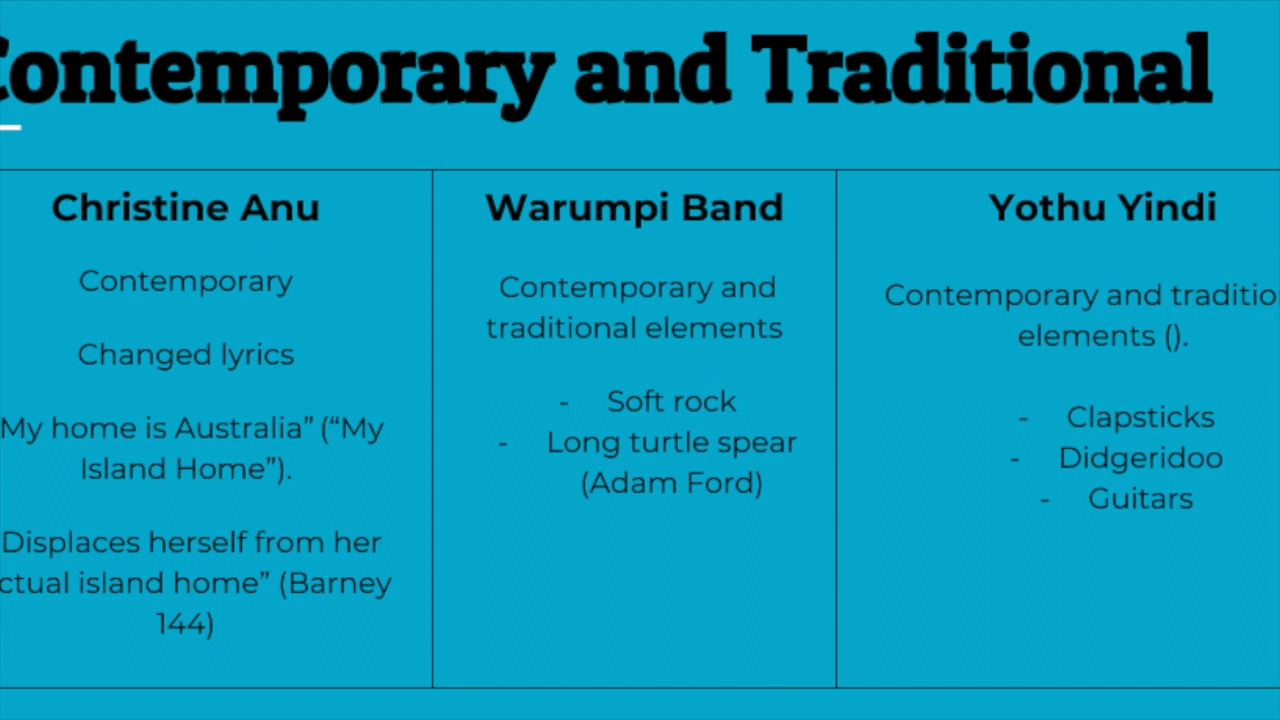 Contemporary and Traditional
Christine Anu
Contemporary
Changed lyrics
My home is Australia” (“My
Island Home”).
Displaces herself from her
ctual island home” (Barney
144)
Warumpi Band
Contemporary and
traditional elements
- Soft rock
- Long turtle spear
(Adam Ford)
Yothu Yindi
Contemporary and traditio
elements ().
- Clapsticks
- Didgeridoo
- Guitars